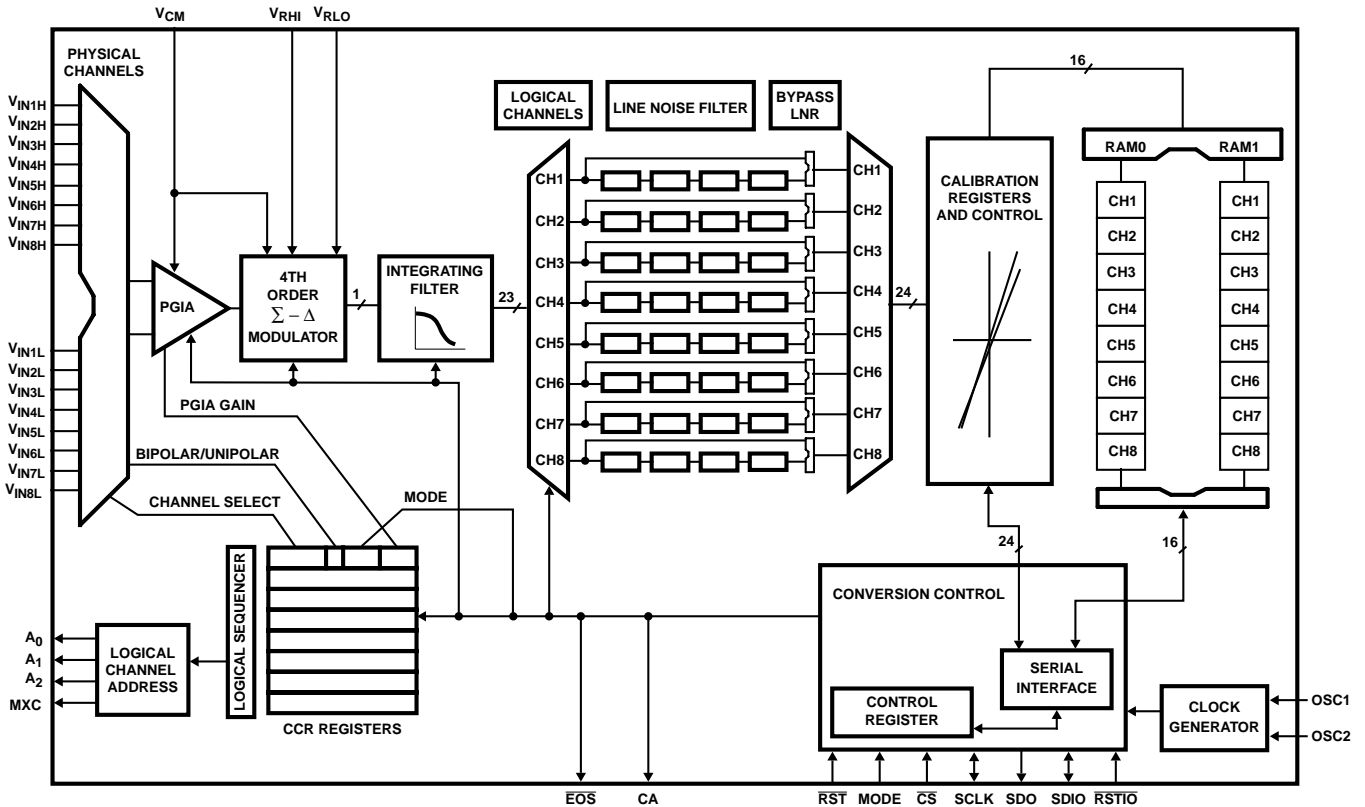 VCM
VRHI
VRLO
PHYSICAL
CHANNELS
VIN1H
VIN2H
VIN3H
VIN4H
VIN5H
VIN6H
VIN7H
VIN8H
VIN1L
VIN2L
VIN3L
VIN4L
VIN5L
VIN6L
VIN7L
VIN8L
PGIA
4TH
ORDER
∑ – Δ
MODULATOR
1
INTEGRATING
FILTER
23
LOGICAL
CHANNELS
LINE NOISE FILTER
BYPASS
LNR
CH1
CH2
CH3
CH4
CH5
CH6
CH7
CH8
CH1
CH2
CH3
CH4
CH5
CH6
CH7
CH8
24
CALIBRATION
REGISTERS
AND CONTROL
16
RAM0
RAM1
CH1
CH2
CH3
CH4
CH5
CH6
CH7
CH8
CH1
CH2
CH3
CH4
CH5
CH6
CH7
CH8
24
16
PGIA GAIN
BIPOLAR/UNIPOLAR
CHANNEL SELECT
MODE
LOGICAL SEQUENCER
CCR REGISTERS
A0
A1
A2
MXC
LOGICAL
CHANNEL
ADDRESS
CONVERSION CONTROL
SERIAL
INTERFACE
CONTROL
REGISTER
CLOCK
GENERATOR
OSC1
OSC2
EOS
CA
RST
MODE
CS
SCLK
SDO
SDIO
RSTIO